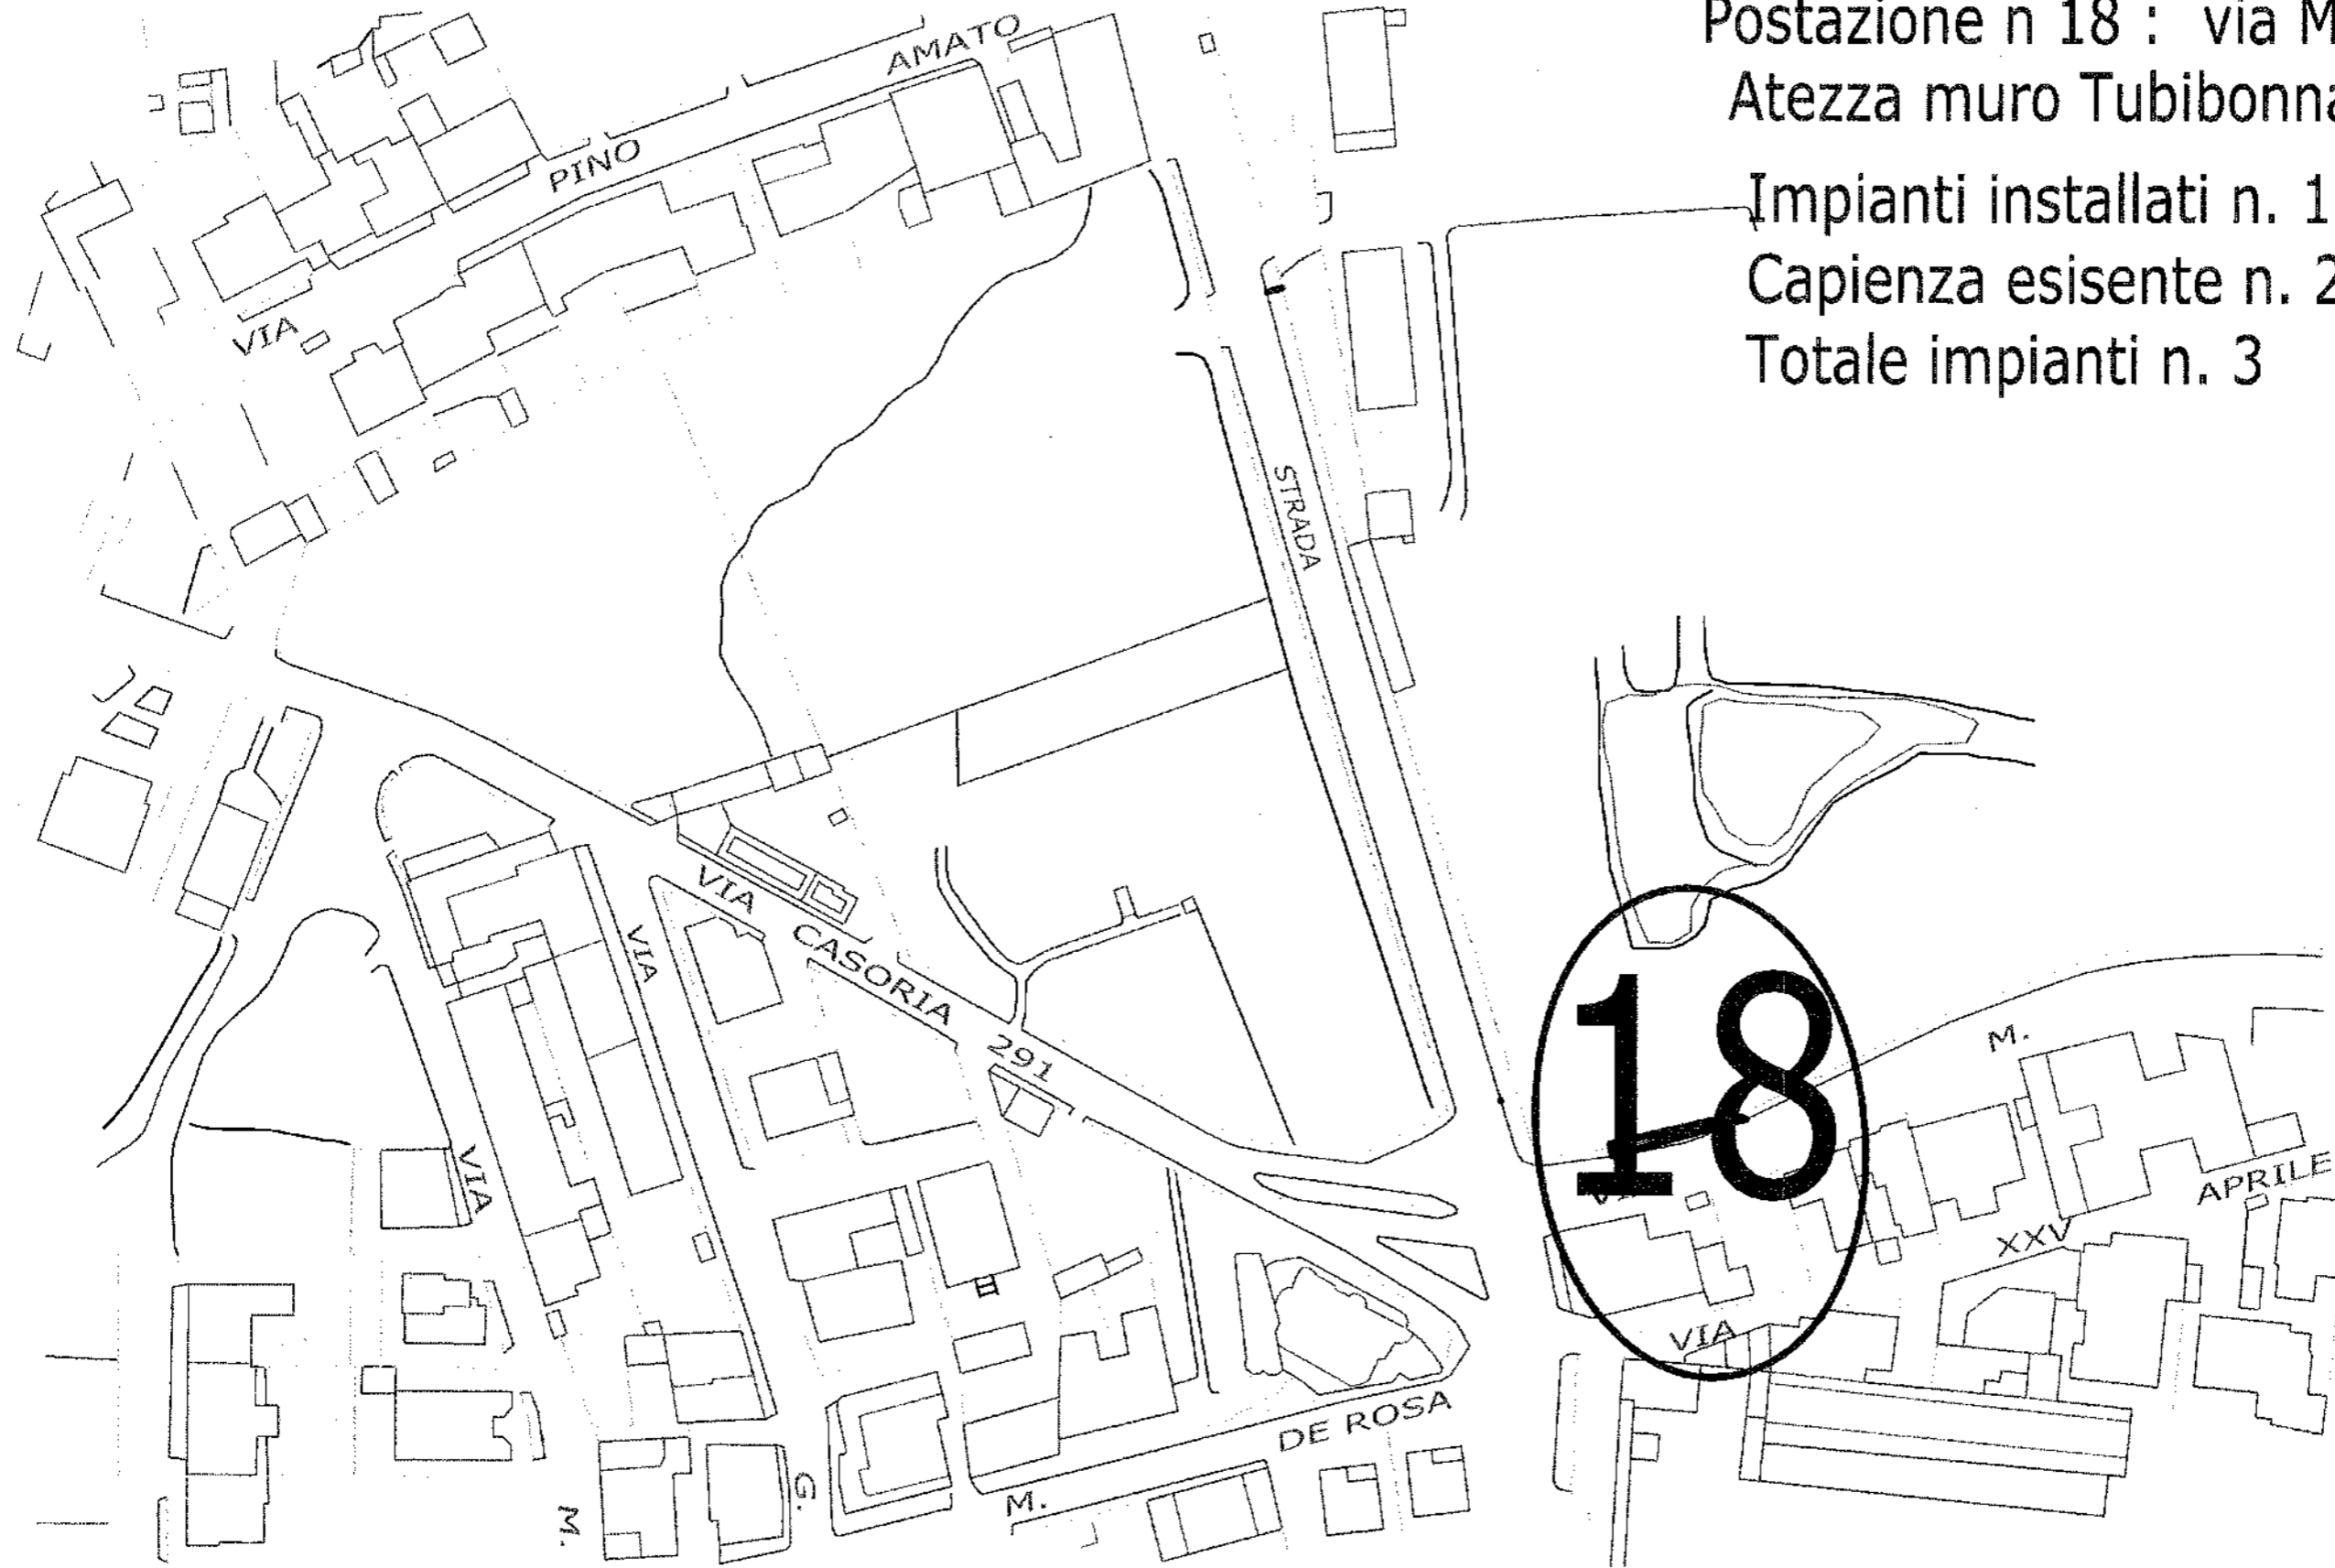 Postazione n 18 : via M
Atezza muro Tubibonna
Impianti installati n. 1
Capienza esisente n. 2
Totale impianti n. 3
AMATO
PINO
VIA
STRADA
VIA
CASORIA
291
VIA
VIA
18
M.
APRILE
XXV
VIA
DE ROSA
M.
G.
M.